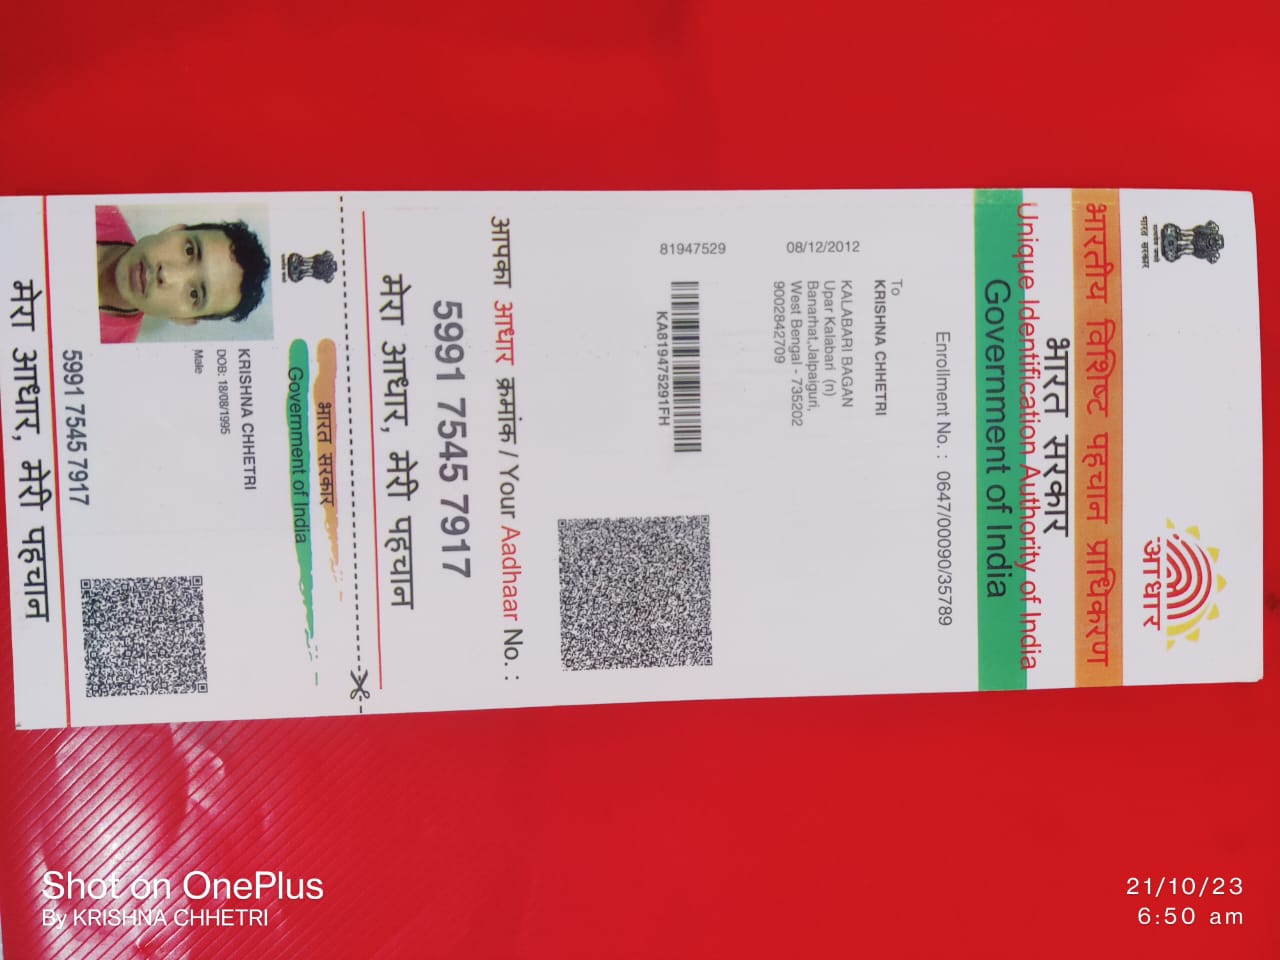 भारत सरकार
भारतीय विशिष्ट पहचान प्राधिकरण
भारत सरकार
Unique Identification Authority of India
Government of India
आधार
Enrollment No. : 0647/00090/35789
To
KRISHNA CHHETRI
KALABARI BAGAN
Upar Kalabari (n)
Banarhat,Jalpaiguri,
West Bengal - 735202
9002842709
08/12/2012
81947529
KA819475291FH
आपका आधार क्रमांक / Your Aadhaar No. :
5991 7545 7917
मेरा आधार, मेरी पहचान
भारत सरकार
Government of India
KRISHNA CHHETRI
DOB: 18/08/1995
Male
5991 7545 7917
मेरा आधार, मेरी पहचान
Shot on OnePlus
By KRISHNA CHHETRI
21/10/23
6:50 am